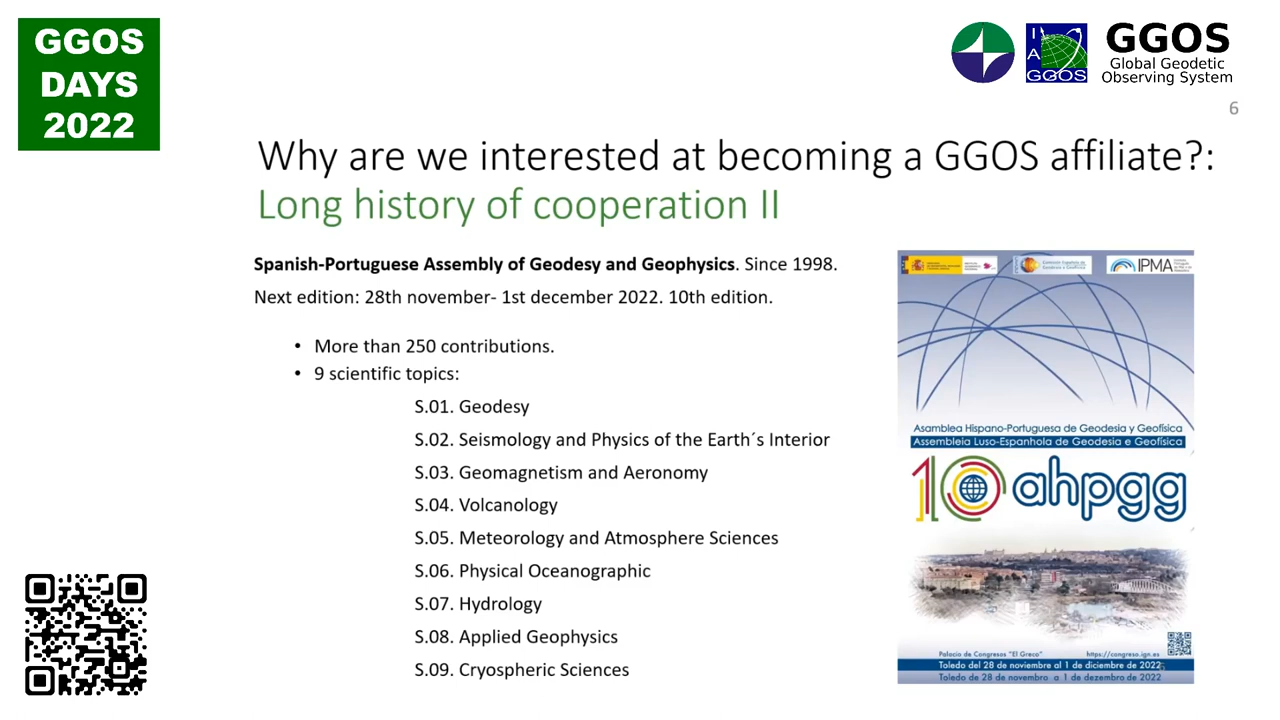 GGOS
DAYS
2022
I
A
G
GGOS
GGOS
Global Geodetic
Observing System
6
Why are we interested at becoming a GGOS affiliate?:
Long history of cooperation II
Spanish-Portuguese Assembly of Geodesy and Geophysics. Since 1998.
Next edition: 28th november- 1st december 2022. 10th edition.
• More than 250 contributions.
• 9 scientific topics:
S.01. Geodesy
S.02. Seismology and Physics of the Earth´s Interior
S.03. Geomagnetism and Aeronomy
S.04. Volcanology
S.05. Meteorology and Atmosphere Sciences
S.06. Physical Oceanographic
S.07. Hydrology
S.08. Applied Geophysics
S.09. Cryospheric Sciences
IPMA
Asamblea Hispano-Portuguesa de Geodesia y Geofísica
Assembleia Luso-Espanhola de Geodesia e Geofísica
10 ahpgg
Palacio de Congresos "El Greco" https://congreso.ign.es
Toledo del 28 de noviembre al 1 de diciembre de 2022
Toledo de 28 de novembro a 1 de dezembro de 2022